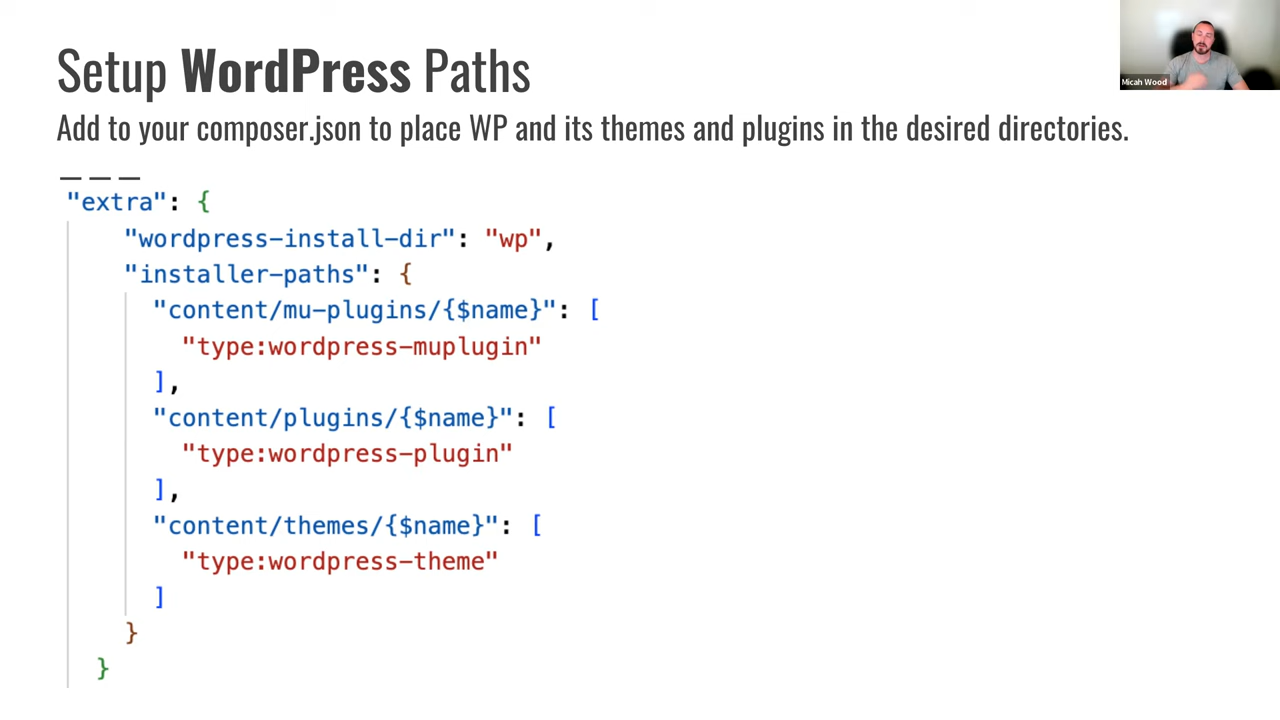 Setup WordPress Paths
Add to your composer.json to place WP and its themes and plugins in the desired directories.
"extra": {
"wordpress-install-dir": "wp",
"installer-paths": {
"content/mu-plugins/{$name}": [
"type:wordpress-muplugin"
],
"content/plugins/{$name}": [
"type:wordpress-plugin"
],
"content/themes/{$name}": [
"type:wordpress-theme"
]
}
}
Micah Wood